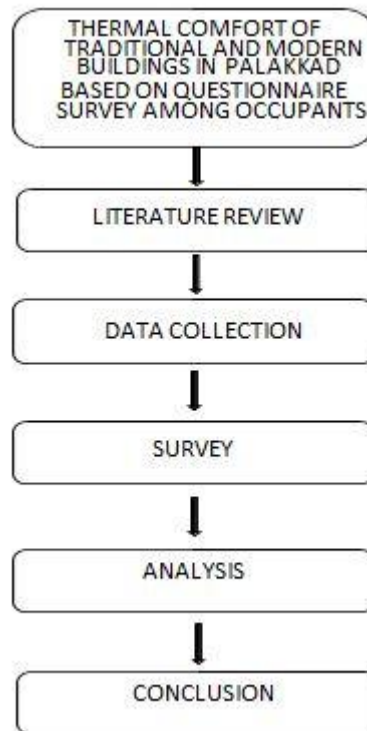 THERMAL COMFORT OF
TRADITIONAL AND MODERN
BUILDINGS IN PALAKKAD
BASED ON QUESTIONNAIRE
SURVEY AMONG OCCUPANTS
LITERATURE REVIEW
DATA COLLECTION
SURVEY
ANALYSIS
CONCLUSION